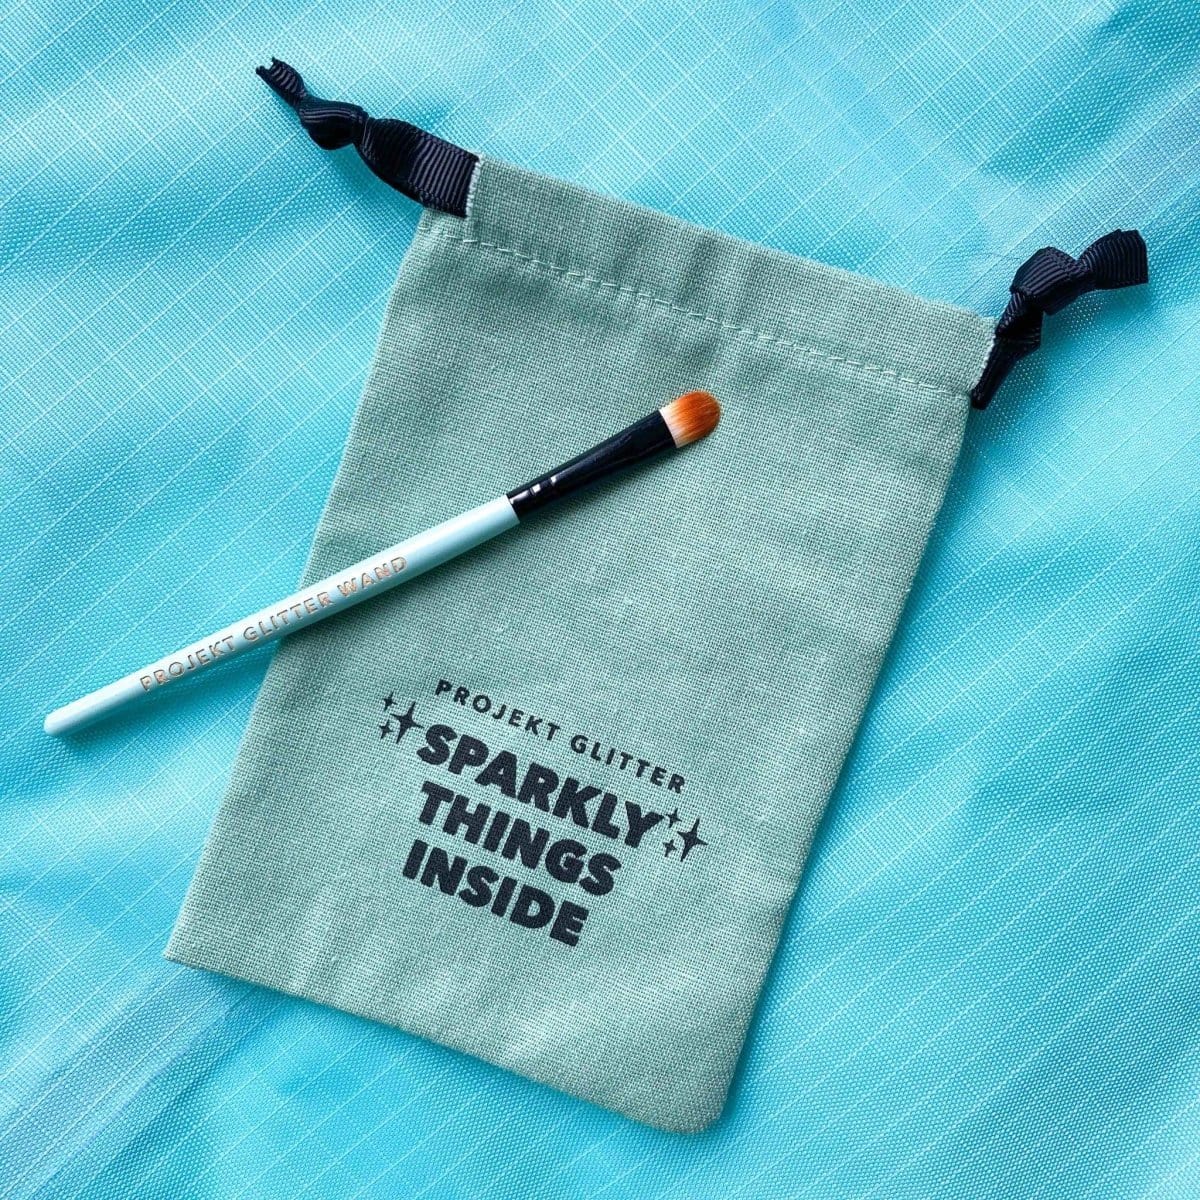 PROJEKT GLITTER WAND
PROJEKT GLITTER
SPARKLY
THINGS
INSIDE